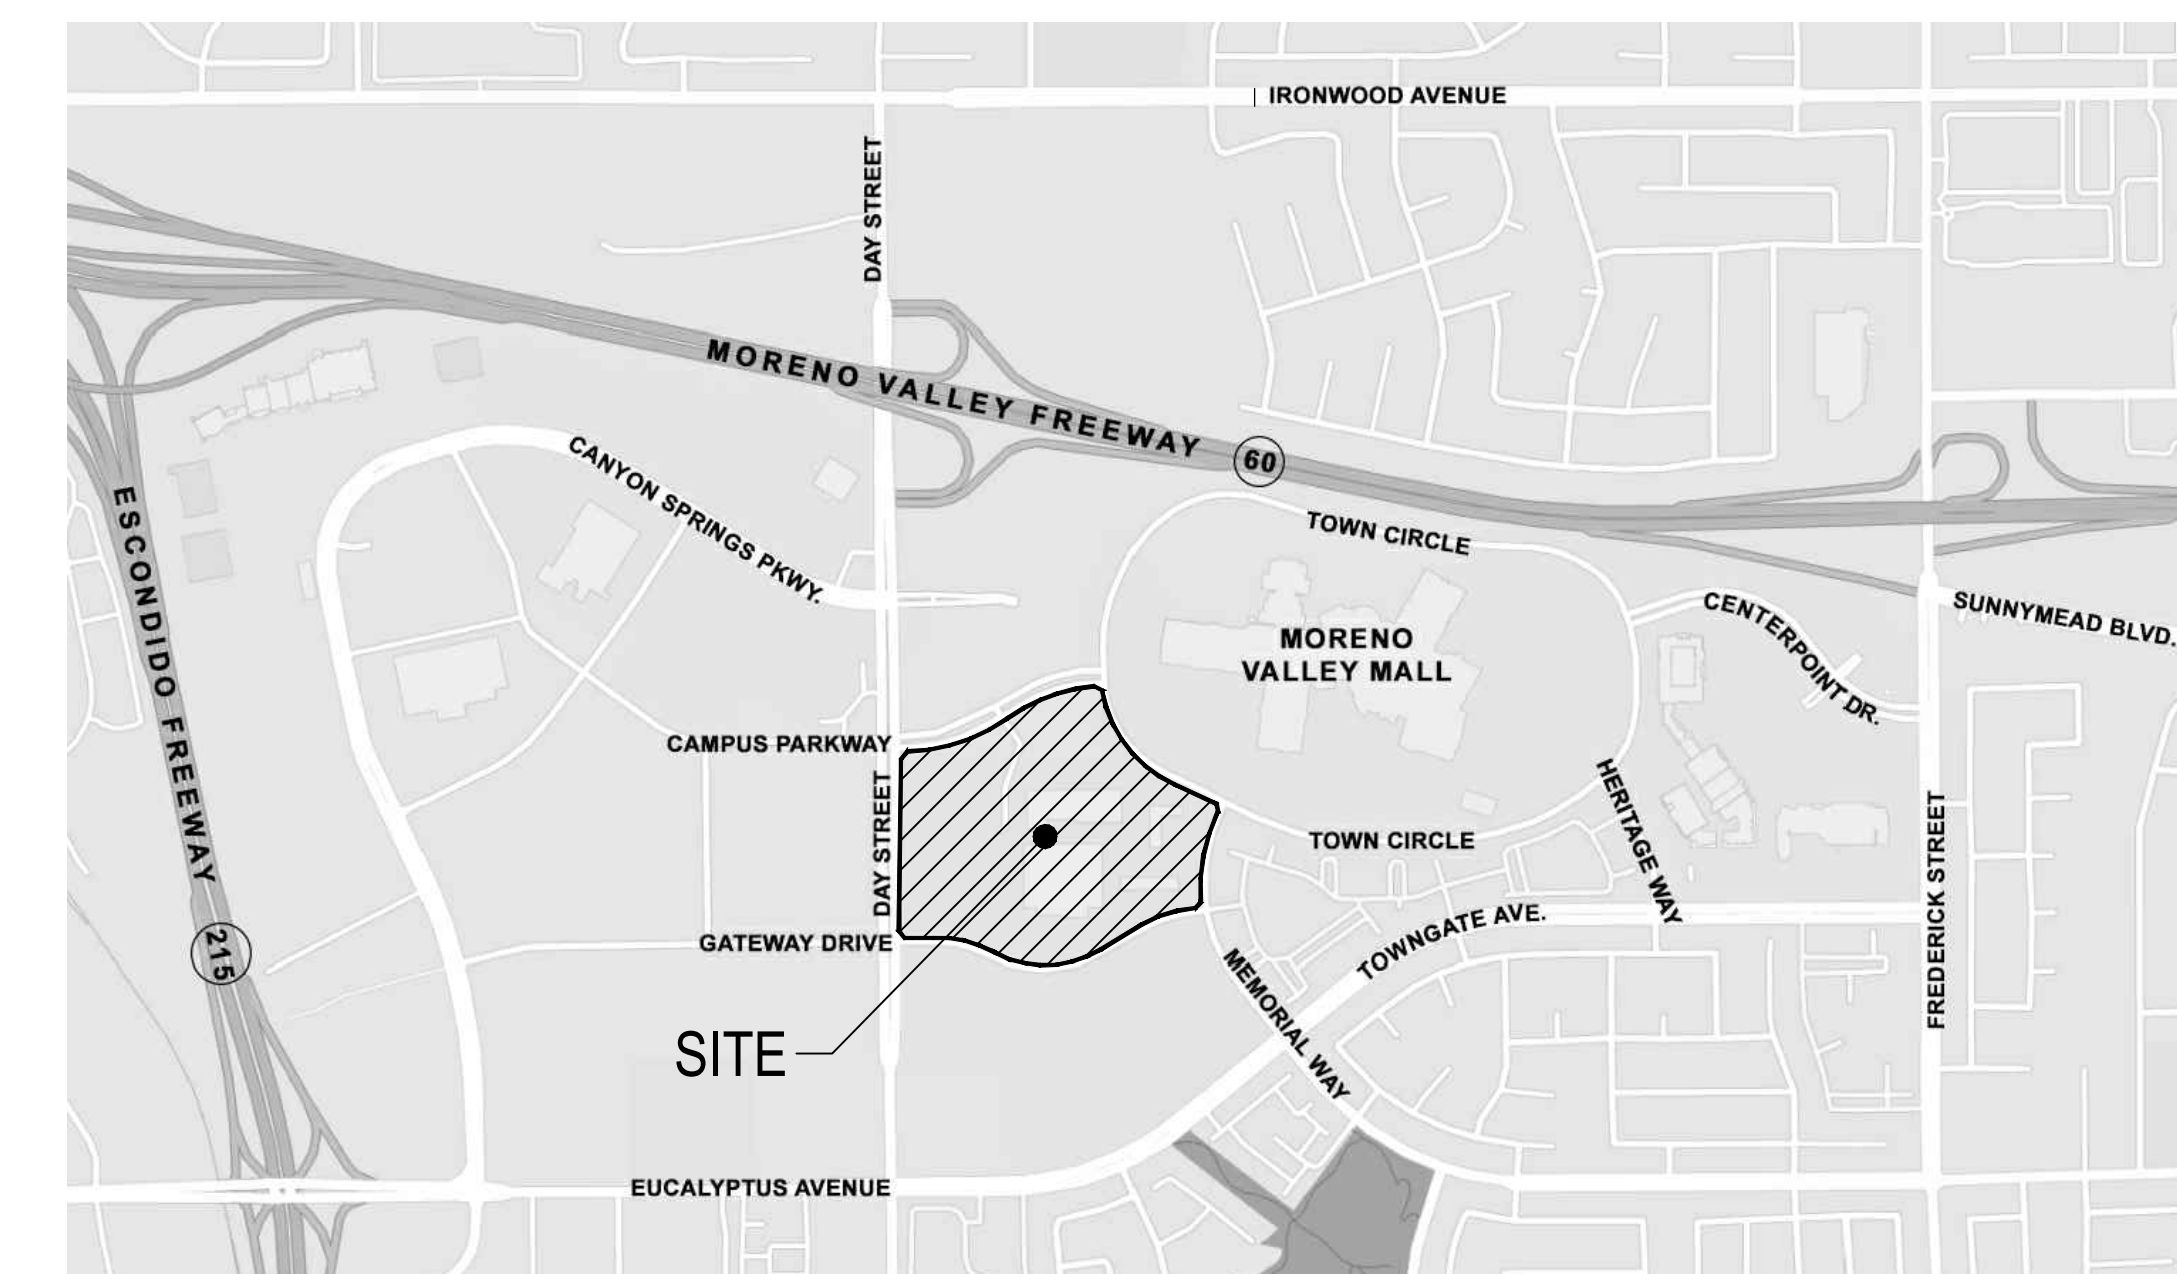 IRONWOOD AVENUE
DAY STREET
MORENO VALLEY FREEWAY
60
CANYON SPRINGS PKWY.
ESCONDIDO FREEWAY
TOWN CIRCLE
CENTERPOINT DR.
SUNNYMEAD BLVD.
MORENO
VALLEY MALL
CAMPUS PARKWAY
DAY STREET
HERITAGE WAY
TOWN CIRCLE
FREDERICK STREET
TOWNGATE AVE.
GATEWAY DRIVE
215
MEMORIAL WAY
SITE
EUCALYPTUS AVENUE